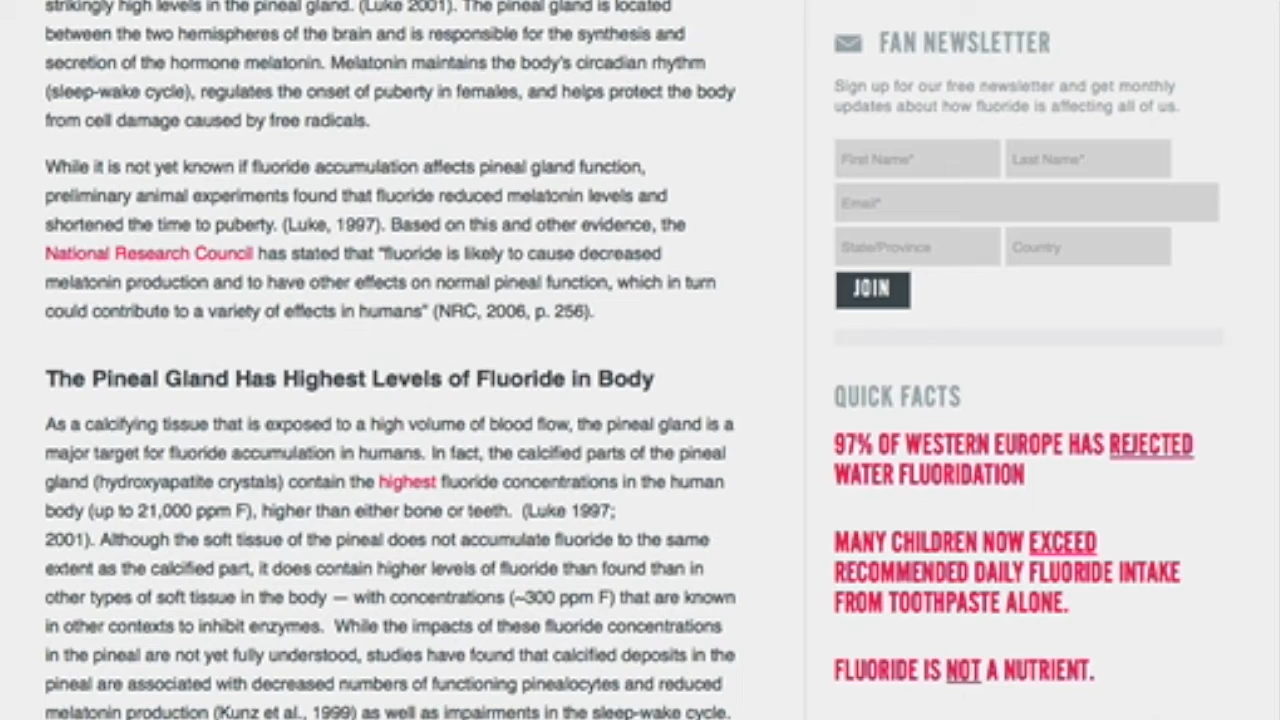 strikingly high levels in the pineal gland. (Luke 2001). The pineal gland is located
between the two hemispheres of the brain and is responsible for the synthesis and
secretion of the hormone melatonin. Melatonin maintains the body's circadian rhythm
(sleep-wake cycle), regulates the onset of puberty in females, and helps protect the body
from cell damage caused by free radicals.
While it is not yet known if fluoride accumulation affects pineal gland function,
preliminary animal experiments found that fluoride reduced melatonin levels and
shortened the time to puberty. (Luke, 1997). Based on this and other evidence, the
National Research Council has stated that "fluoride is likely to cause decreased
melatonin production and to have other effects on normal pineal function, which in turn
could contribute to a variety of effects in humans" (NRC, 2006, p. 256).
The Pineal Gland Has Highest Levels of Fluoride in Body
As a calcifying tissue that is exposed to a high volume of blood flow, the pineal gland is a
major target for fluoride accumulation in humans. In fact, the calcified parts of the pineal
gland (hydroxyapatite crystals) contain the highest fluoride concentrations in the human
body (up to 21,000 ppm F), higher than either bone or teeth. (Luke 1997;
2001). Although the soft tissue of the pineal does not accumulate fluoride to the same
extent as the calcified part, it does contain higher levels of fluoride than found than in
other types of soft tissue in the body — with concentrations (~300 ppm F) that are known
in other contexts to inhibit enzymes. While the impacts of these fluoride concentrations
in the pineal are not yet fully understood, studies have found that calcified deposits in the
pineal are associated with decreased numbers of functioning pinealocytes and reduced
melatonin production (Kunz et al., 1999) as well as impairments in the sleep-wake cycle.
FAN NEWSLETTER
Sign up for our free newsletter and get monthly
updates about how fluoride is affecting all of us.
First Name* Last Name*
Email*
State/Province Country
JOIN
QUICK FACTS
97% OF WESTERN EUROPE HAS REJECTED
WATER FLUORIDATION
MANY CHILDREN NOW EXCEED
RECOMMENDED DAILY FLUORIDE INTAKE
FROM TOOTHPASTE ALONE.
FLUORIDE IS NOT A NUTRIENT.